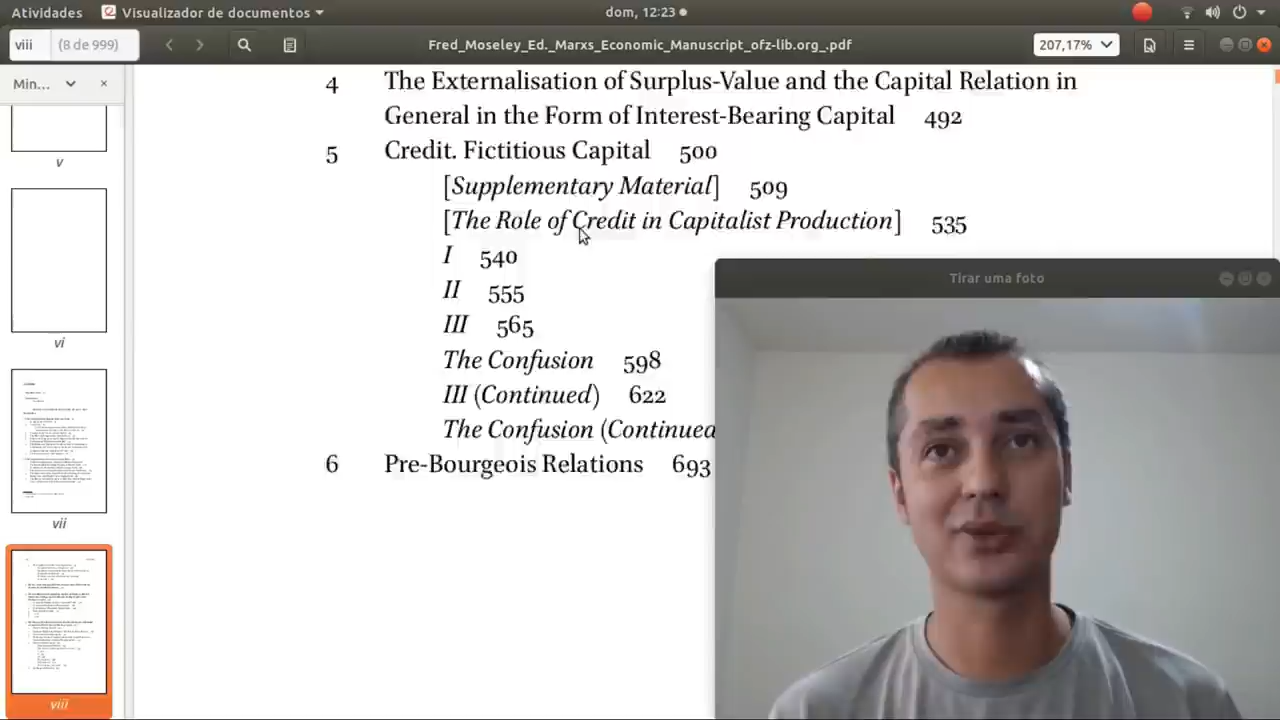 Atividades
Visualizador de documentos
dom, 12:23
viii
(8 de 999)
Fred_Moseley_Ed._Marxs_Economic_Manuscript_ofz-lib.org_.pdf
207,17%
Min...
v
vi
vii
viii
4 The Externalisation of Surplus-Value and the Capital Relation in
General in the Form of Interest-Bearing Capital 492
5 Credit. Fictitious Capital 500
[Supplementary Material] 509
[The Role of Credit in Capitalist Production] 535
I 540
II 555
III 565
The Confusion 598
III (Continued) 622
The Confusion (Continued
6 Pre-Bourgeois Relations 693
Tirar uma foto